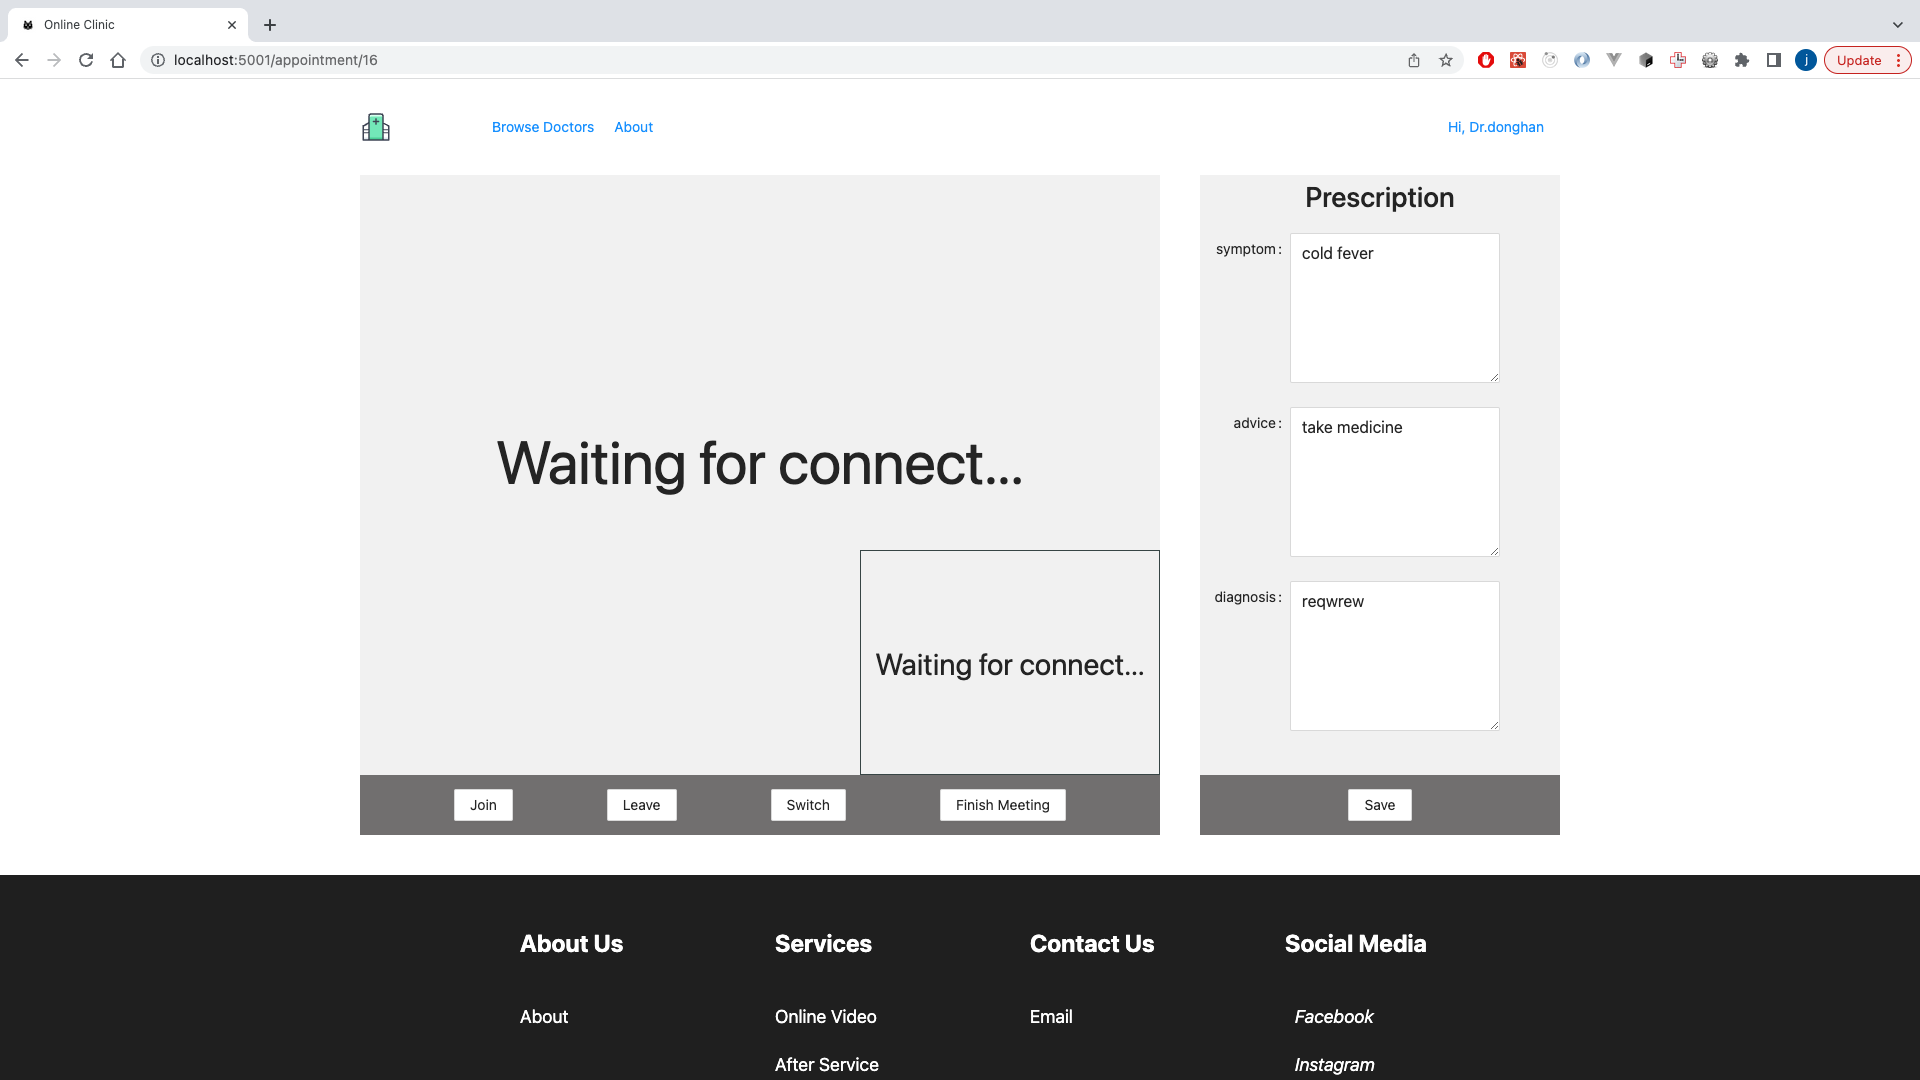 Online Clinic
localhost:5001/appointment/16
j
Update
Browse Doctors
About
Hi, Dr.donghan
Waiting for connect...
Waiting for connect...
Join
Leave
Switch
Finish Meeting
Prescription
symptom:
cold fever
advice:
take medicine
diagnosis:
reqwrew
Save
About Us
About
Services
Online Video
After Service
Contact Us
Email
Social Media
Facebook
Instagram